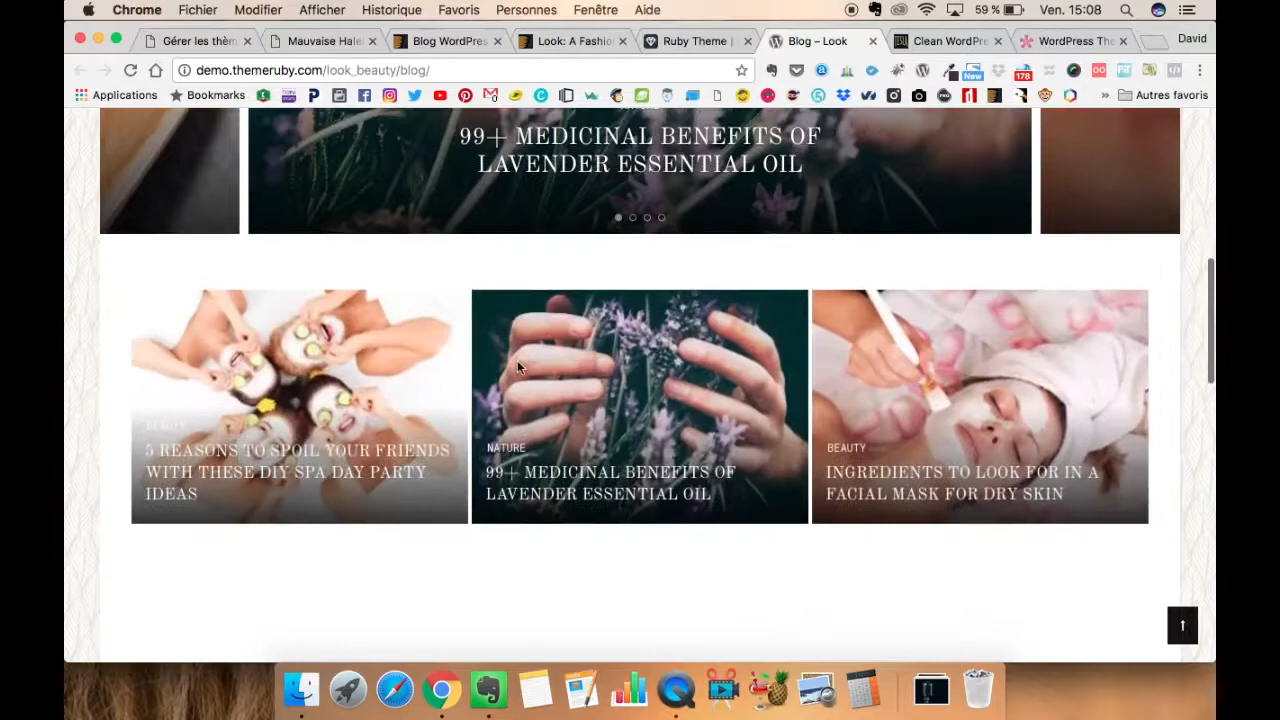 Chrome Fichier Modifier Afficher Historique Favoris Personnes Fenêtre Aide 59 % Ven. 15:08
Gérer les thèm Mauvaise Hale Blog WordPres Look: A Fashio Ruby Theme | Blog – Look Clean WordPre WordPress The David
demo.themeruby.com/look_beauty/blog/ New 178
Applications Bookmarks » Autres favoris
99+ MEDICINAL BENEFITS OF
LAVENDER ESSENTIAL OIL
BEAUTY
5 REASONS TO SPOIL YOUR FRIENDS
WITH THESE DIY SPA DAY PARTY
IDEAS
NATURE
99+ MEDICINAL BENEFITS OF
LAVENDER ESSENTIAL OIL
BEAUTY
INGREDIENTS TO LOOK FOR IN A
FACIAL MASK FOR DRY SKIN